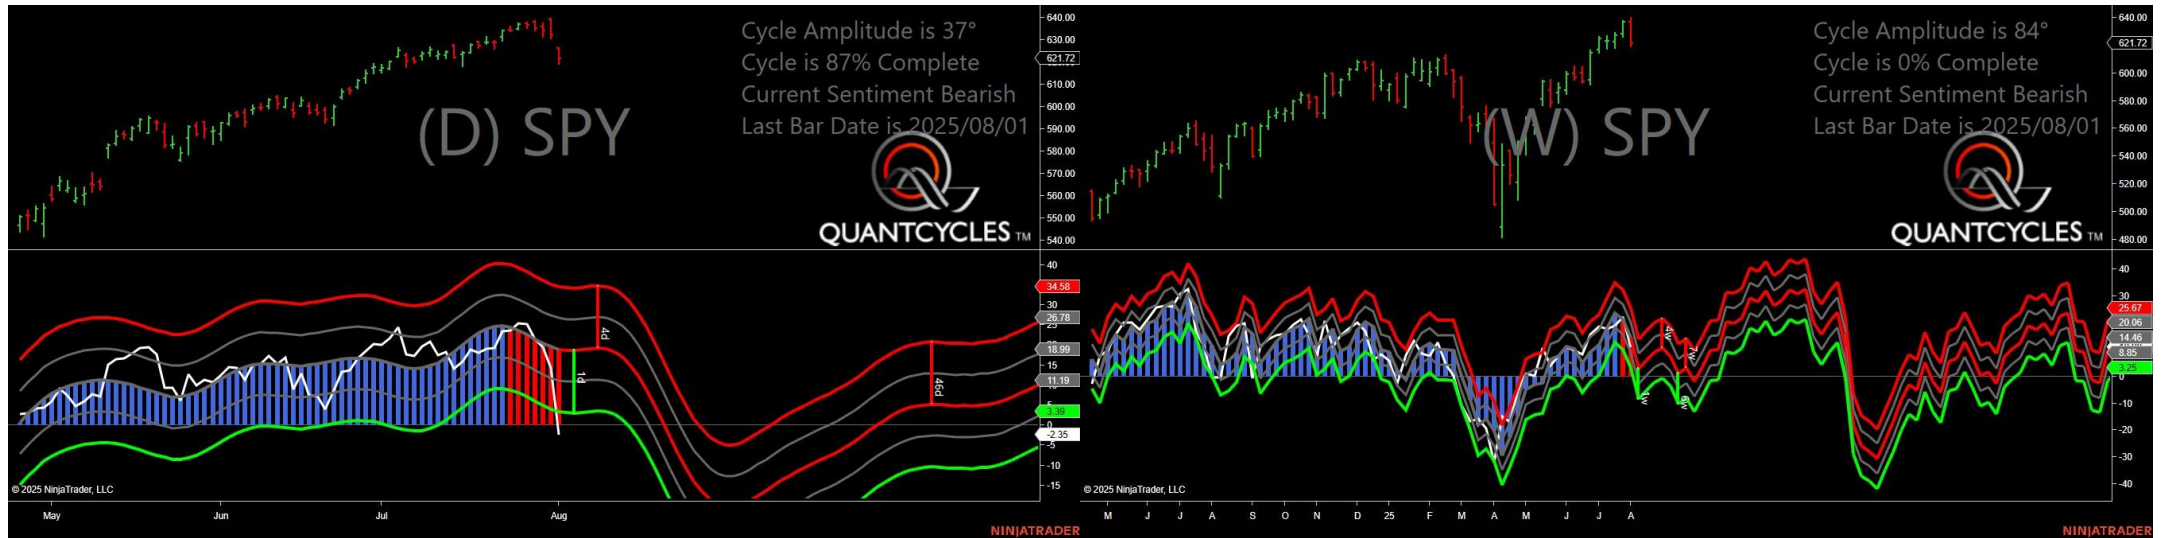 Cycle Amplitude is 37°
Cycle is 87% Complete
Current Sentiment Bearish
Last Bar Date is 2025/08/01
(D) SPY
QUANTCYCLES TM
640.00
630.00
621.72
610.00
600.00
590.00
580.00
570.00
560.00
550.00
540.00
40
34.58
30
26.78
18.99
15
11.19
5
3.39
0
-2.35
-5
-10
-15
4d
1d
46d
© 2025 NinjaTrader, LLC
May Jun Jul Aug
NINJATRADER
Cycle Amplitude is 84°
Cycle is 0% Complete
Current Sentiment Bearish
Last Bar Date is 2025/08/01
(W) SPY
QUANTCYCLES TM
640.00
621.72
600.00
580.00
560.00
540.00
520.00
500.00
480.00
40
30
25.67
20.06
14.46
8.85
3.25
0
-10
-20
-30
-40
4w
7w
1w
6w
© 2025 NinjaTrader, LLC
M J J A S O N D 25 F M A M J J A
NINJATRADER